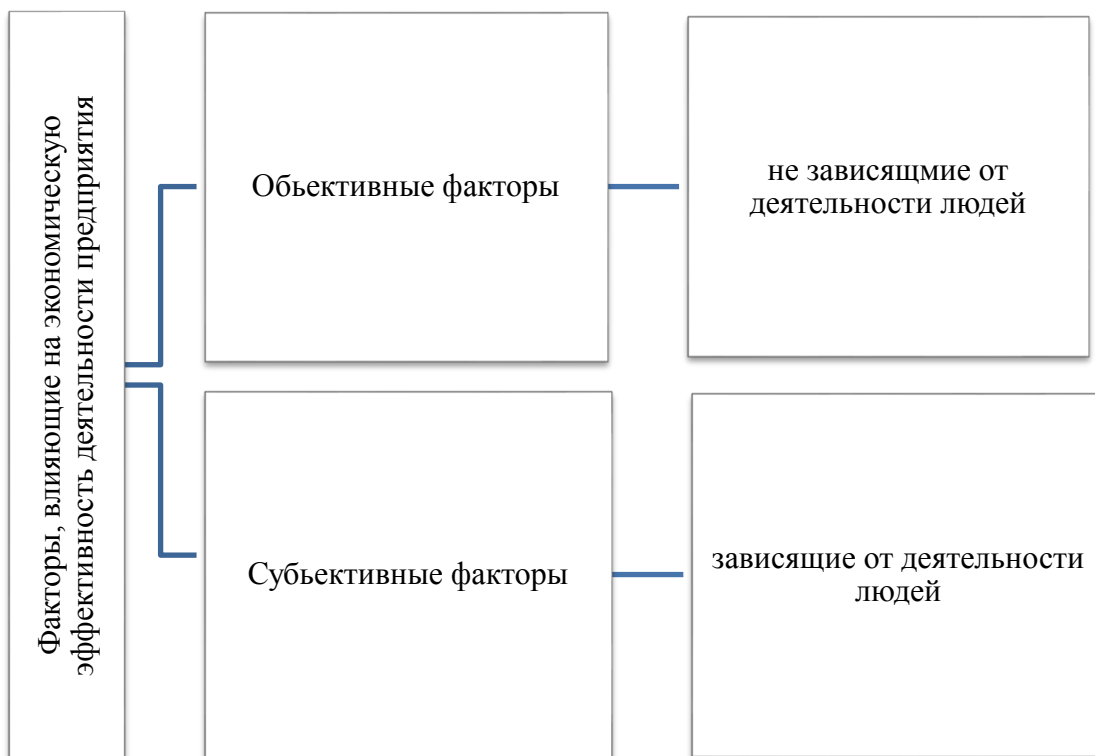 Факторы, влияющие на экономическую
эффективность деятельности предприятия
Обьективные факторы
не зависящмие от
деятельности людей
Субьективные факторы
зависящие от деятельности
людей